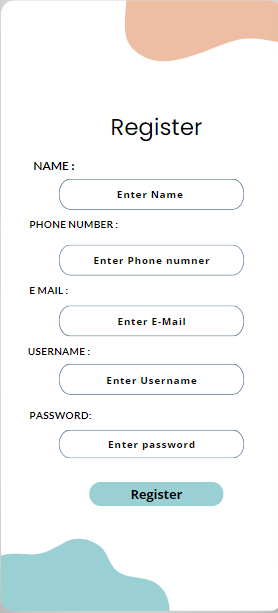 Register
NAME :
Enter Name
PHONE NUMBER :
Enter Phone numner
E MAIL :
Enter E-Mail
USERNAME :
Enter Username
PASSWORD:
Enter password
Register